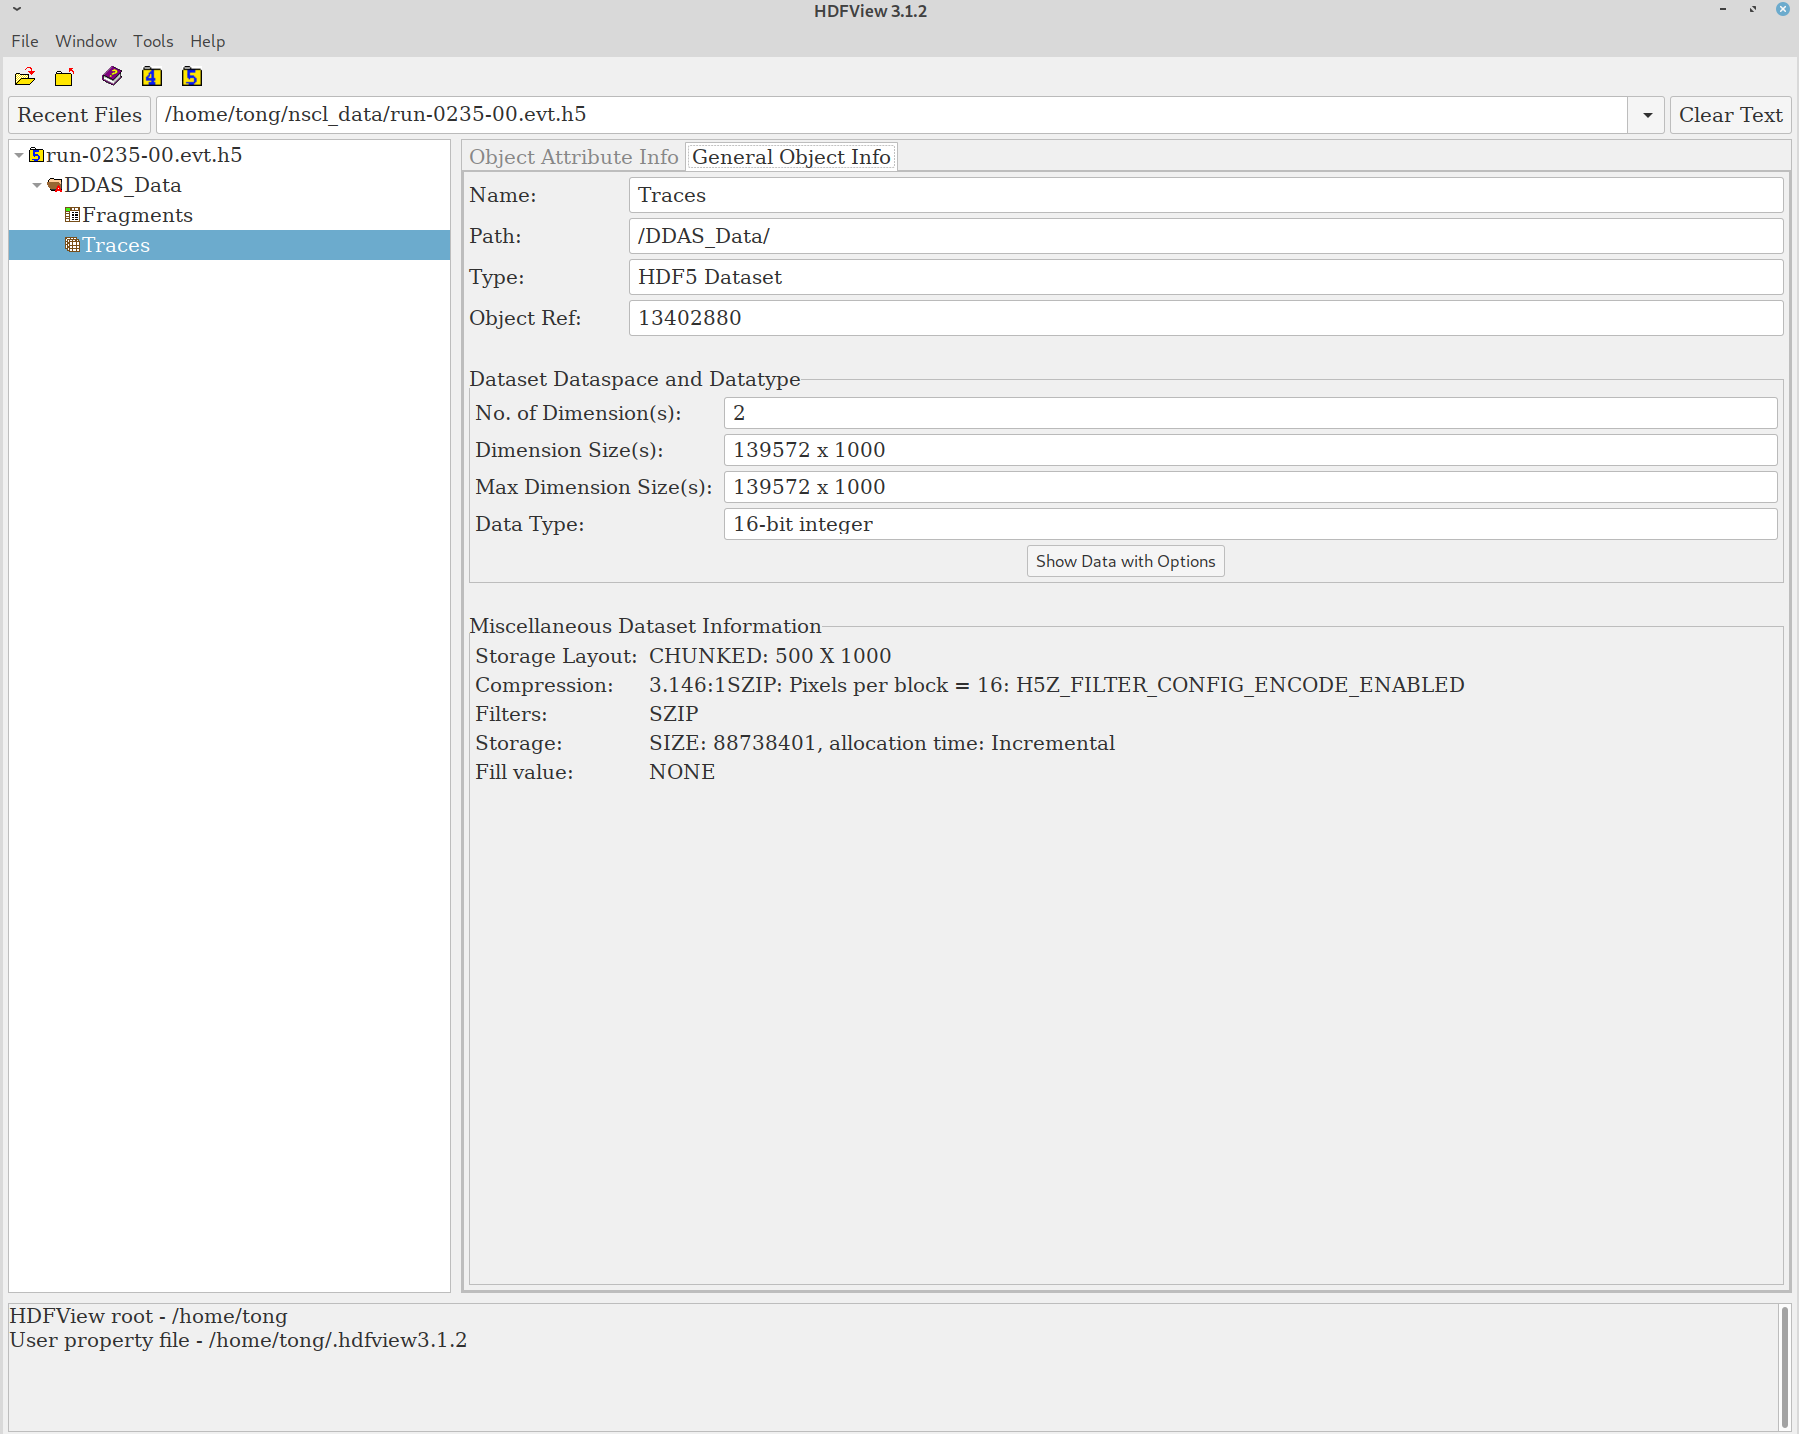 HDFView 3.1.2
File Window Tools Help
4 5
Recent Files /home/tong/nscl_data/run-0235-00.evt.h5 Clear Text
5 run-0235-00.evt.h5
DDAS_Data
Fragments
Traces
Object Attribute Info General Object Info
Name: Traces
Path: /DDAS_Data/
Type: HDF5 Dataset
Object Ref: 13402880
Dataset Dataspace and Datatype
No. of Dimension(s): 2
Dimension Size(s): 139572 x 1000
Max Dimension Size(s): 139572 x 1000
Data Type: 16-bit integer
Show Data with Options
Miscellaneous Dataset Information
Storage Layout: CHUNKED: 500 X 1000
Compression: 3.146:1SZIP: Pixels per block = 16: H5Z_FILTER_CONFIG_ENCODE_ENABLED
Filters: SZIP
Storage: SIZE: 88738401, allocation time: Incremental
Fill value: NONE
HDFView root - /home/tong
User property file - /home/tong/.hdfview3.1.2